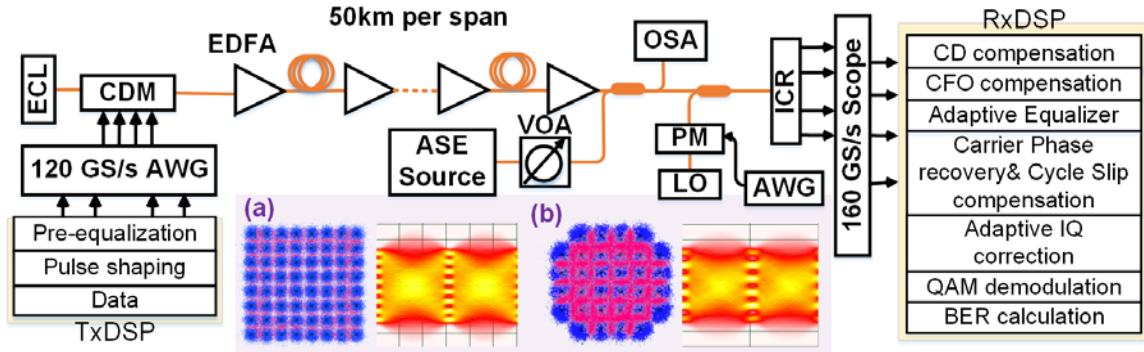 50km per span
RxDSP
EDFA
OSA
ECL
CDM
ICR
160 GS/s Scope
CD compensation
CFO compensation
Adaptive Equalizer
Carrier Phase
recovery& Cycle Slip
compensation
Adaptive IQ
correction
QAM demodulation
BER calculation
VOA
ASE
Source
PM
LO
AWG
120 GS/s AWG
Pre-equalization
Pulse shaping
Data
TxDSP
(a)
(b)